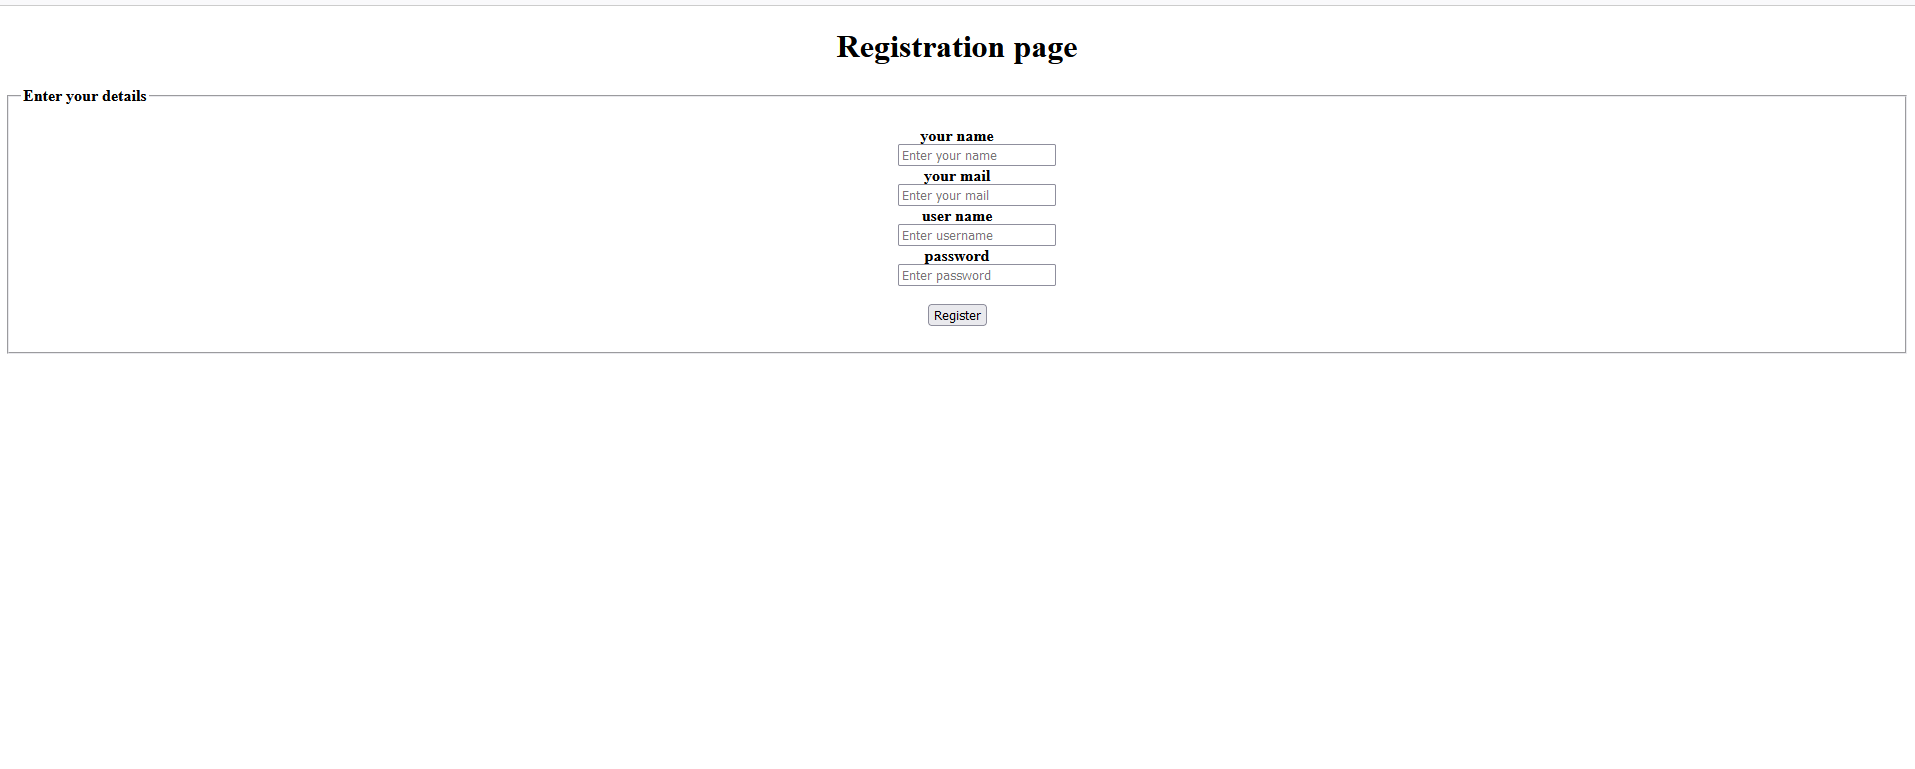 Registration page
Enter your details
your name
Enter your name
your mail
Enter your mail
user name
Enter username
password
Enter password
Register